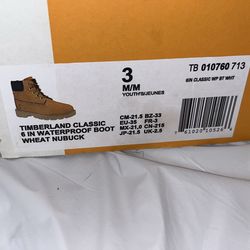 3
M/M
YOUTH'S/JEUNES
TB 010760 713
6IN CLASSIC WP BT WHT
TIMBERLAND CLASSIC
6 IN WATERPROOF BOOT
WHEAT NUBUCK
CM-21.5 BZ-33
EU-35 FR-3
MX-21.0 CN-215
JP-21.5 UK-2.5